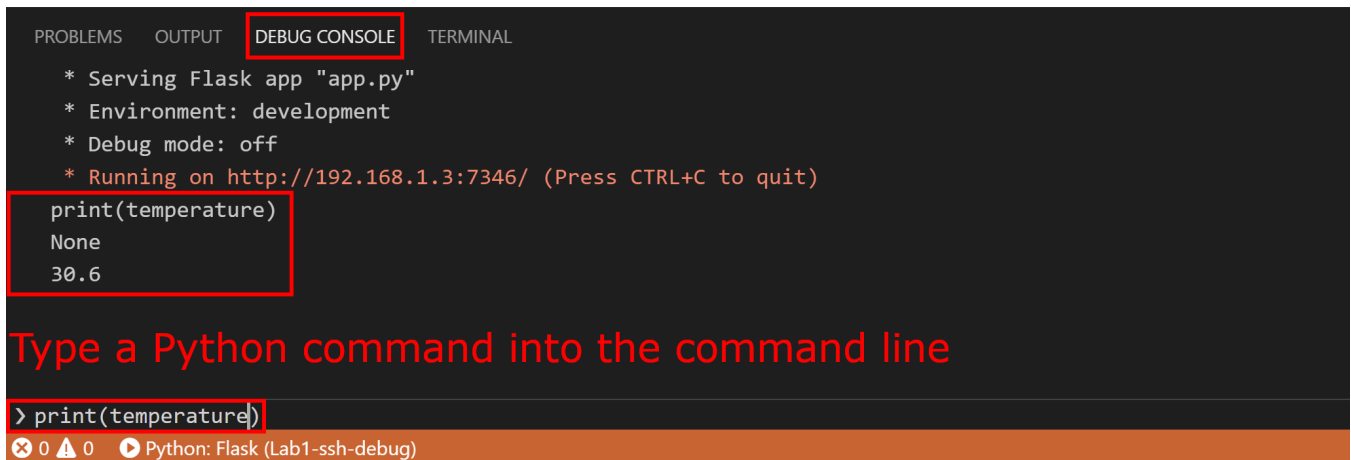 PROBLEMS OUTPUT DEBUG CONSOLE TERMINAL
* Serving Flask app "app.py"
* Environment: development
* Debug mode: off
* Running on http://192.168.1.3:7346/ (Press CTRL+C to quit)
print(temperature)
None
30.6
Type a Python command into the command line
❯ print(temperature)
0 0 Python: Flask (Lab1-ssh-debug)